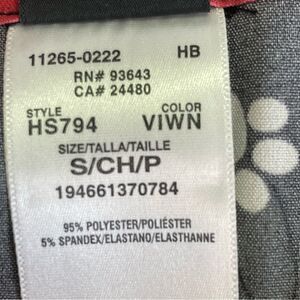 11265-0222 HB
RN# 93643
CA# 24480
STYLE COLOR
HS794 VIWN
SIZE/TALLA/TAILLE
S/CH/P
194661370784
95% POLYESTER/POLIÉSTER
5% SPANDEX/ELASTANO/ELASTHANNE